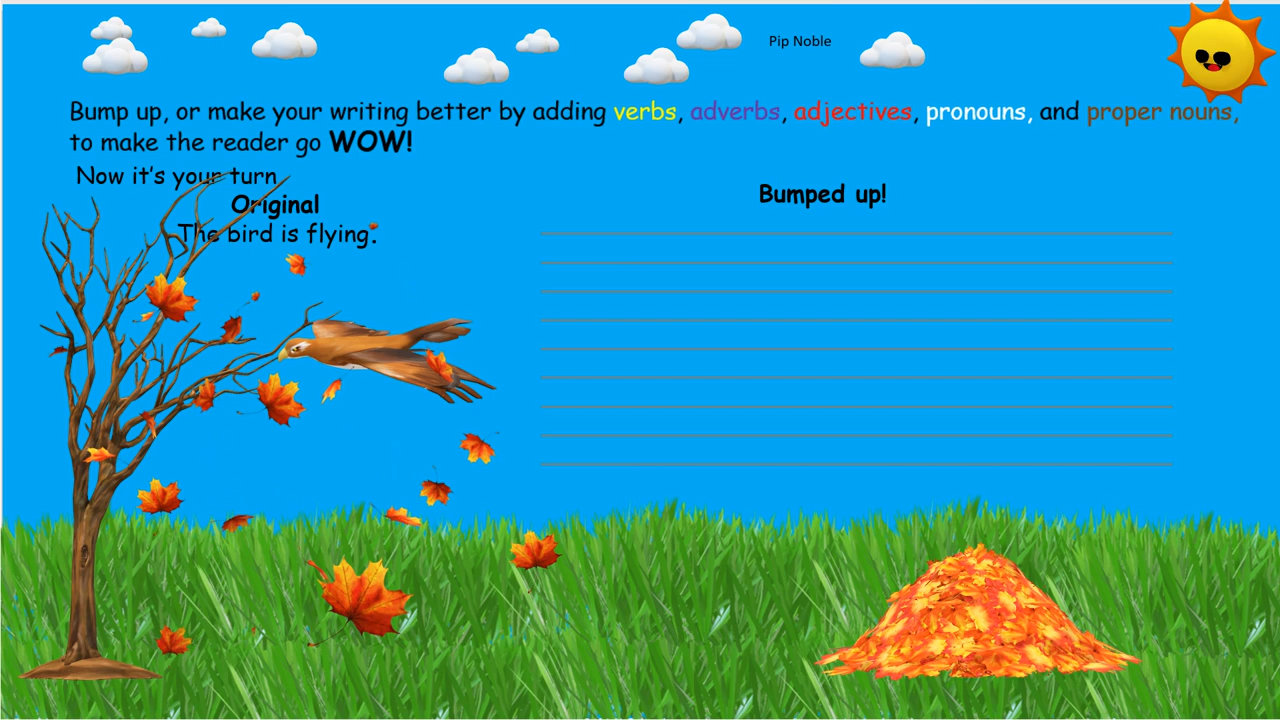 Pip Noble
Bump up, or make your writing better by adding verbs, adverbs, adjectives, pronouns, and proper nouns,
to make the reader go WOW!
Now it's your turn
Original
The bird is flying.
Bumped up!